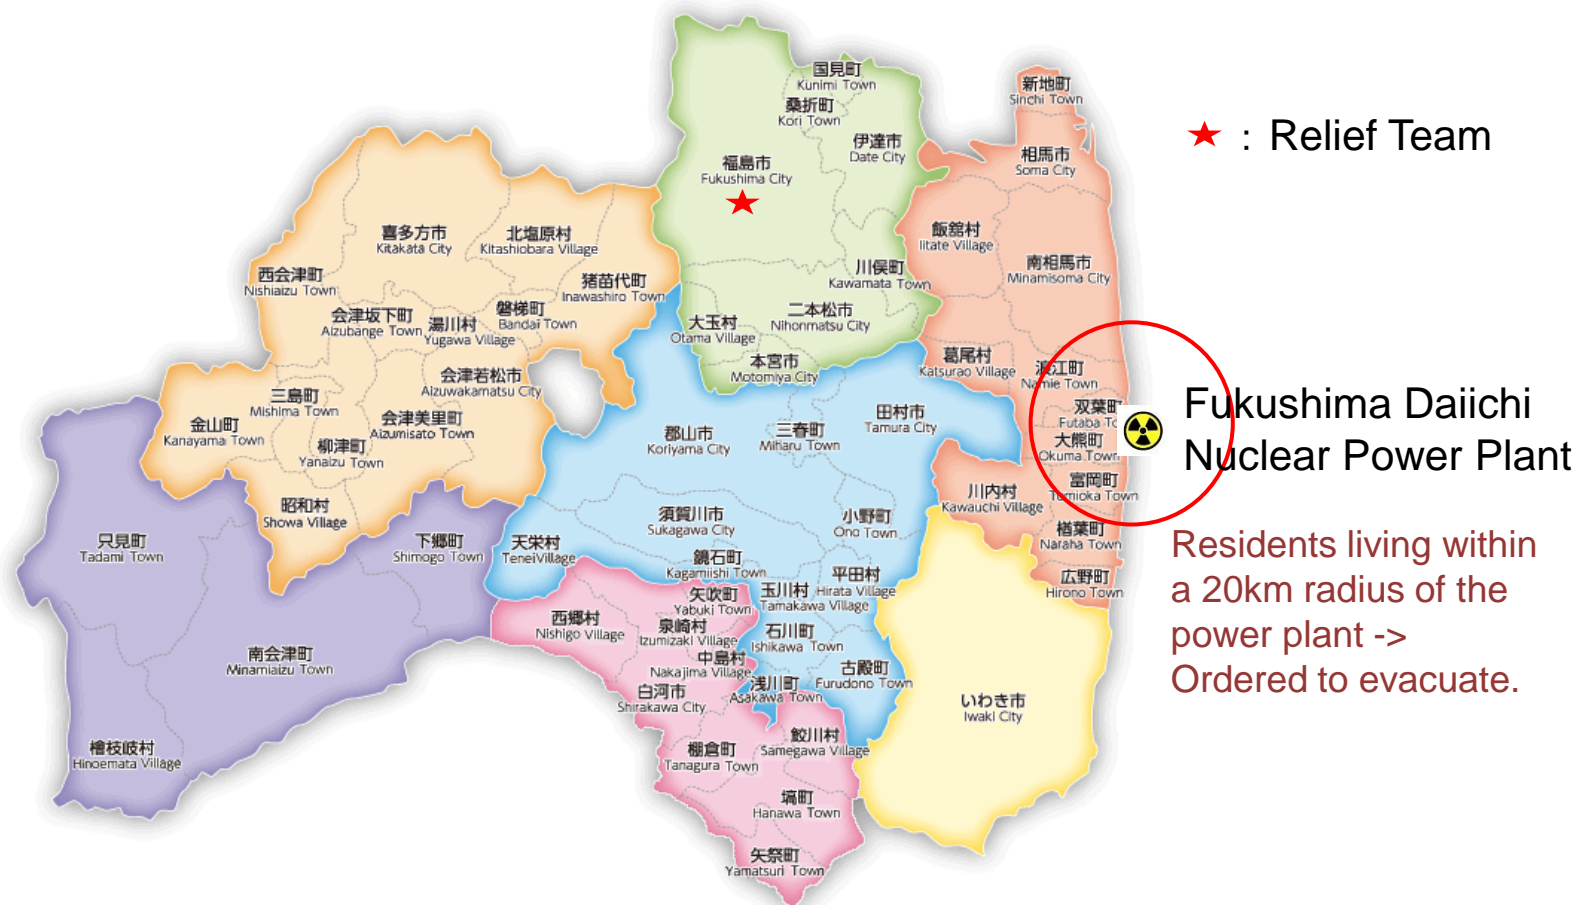 国見町
Kunimi Town
桑折町
Kori Town
伊達市
Date City
福島市
Fukushima City
新地町
Sinchi Town
相馬市
Soma City
★ : Relief Team
喜多方市
Kitakata City
北塩原村
Kitashiobara Village
飯舘村
Iitate Village
南相馬市
Minamisoma City
西会津町
Nishiaizu Town
猪苗代町
Inawashiro Town
川俣町
Kawamata Town
会津坂下町
Aizubange Town
湯川村
Yugawa Village
磐梯町
Bandai Town
大玉村
Otama Village
二本松市
Nihonmatsu City
本宮市
Motomiya City
葛尾村
Katsurao Village
浪江町
Namie Town
会津若松市
Aizuwakamatsu City
三島町
Mishima Town
金山町
Kanayama Town
会津美里町
Aizumisato Town
柳津町
Yanaizu Town
昭和村
Showa Village
郡山市
Koriyama City
三春町
Miharu Town
田村市
Tamura City
双葉町
Futaba To
大熊町
Okuma Town
富岡町
Tomioka Town
Fukushima Daiichi
Nuclear Power Plant
川内村
Kawauchi Village
楢葉町
Naraha Town
広野町
Hirono Town
Residents living within
a 20km radius of the
power plant ->
Ordered to evacuate.
只見町
Tadami Town
下郷町
Shimogo Town
天栄村
TeneiVillage
須賀川市
Sukagawa City
小野町
Ono Town
鏡石町
Kagamiishi Town
平田村
Hirata Village
玉川村
Tamakawa Village
矢吹町
Yabuki Town
西郷村
Nishigo Village
泉崎村
Izumizaki Village
石川町
Ishikawa Town
中島村
Nakajima Village
古殿町
Furudono Town
浅川町
Asakawa Town
白河市
Shirakawa City
南会津町
Minamiaizu Town
檜枝岐村
Hinoemata Village
棚倉町
Tanagura Town
鮫川村
Samegawa Village
いわき市
Iwaki City
塙町
Hanawa Town
矢祭町
Yamatsuri Town